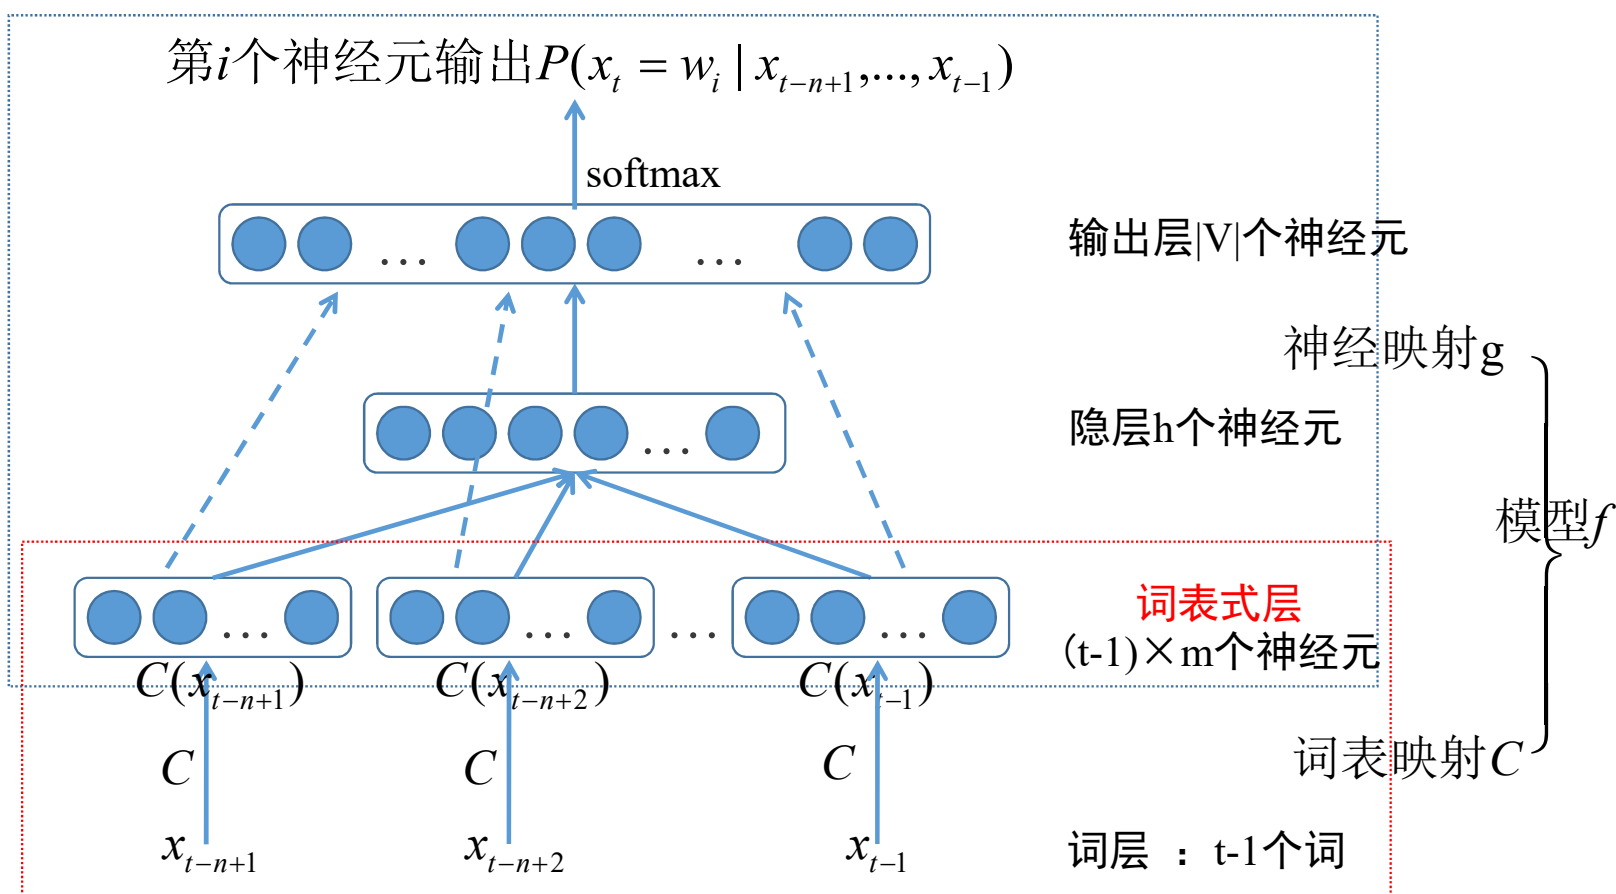 第i个神经元输出P(x_t = w_i | x_{t-n+1},...,x_{t-1})
softmax
... ...
输出层|V|个神经元
神经映射g
...
隐层h个神经元
模型f
词表式层
... ... ... ...
(t-1)×m个神经元
C(x_{t-n+1}) C(x_{t-n+2}) C(x_{t-1})
词表映射C
C C C
x_{t-n+1} x_{t-n+2} x_{t-1}
词层 ：t-1个词